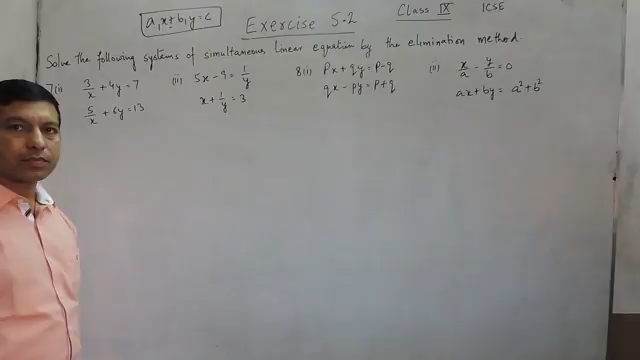 a₁x ± b₁y = c
Exercise 5.2
Class IX
ICSE
Solve the following systems of simultaneous linear equation by the elimination method.
7(i) 3/x + 4y = 7
5/x + 6y = 13
(ii) 5x - 9 = 1/y
x + 1/y = 3
8(i) Px + qy = P - q
qx - py = P + q
(ii) x/a - y/b = 0
ax + by = a² + b²